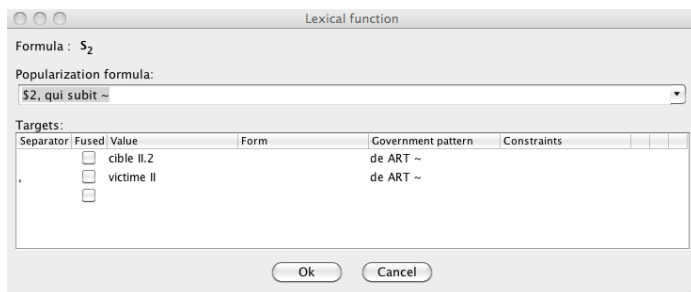 Lexical function
Formula : S2
Popularization formula:
$2, qui subit ~
Targets:
Separator Fused Value Form Government pattern Constraints
cible II.2 de ART ~
, victime II de ART ~
Ok Cancel